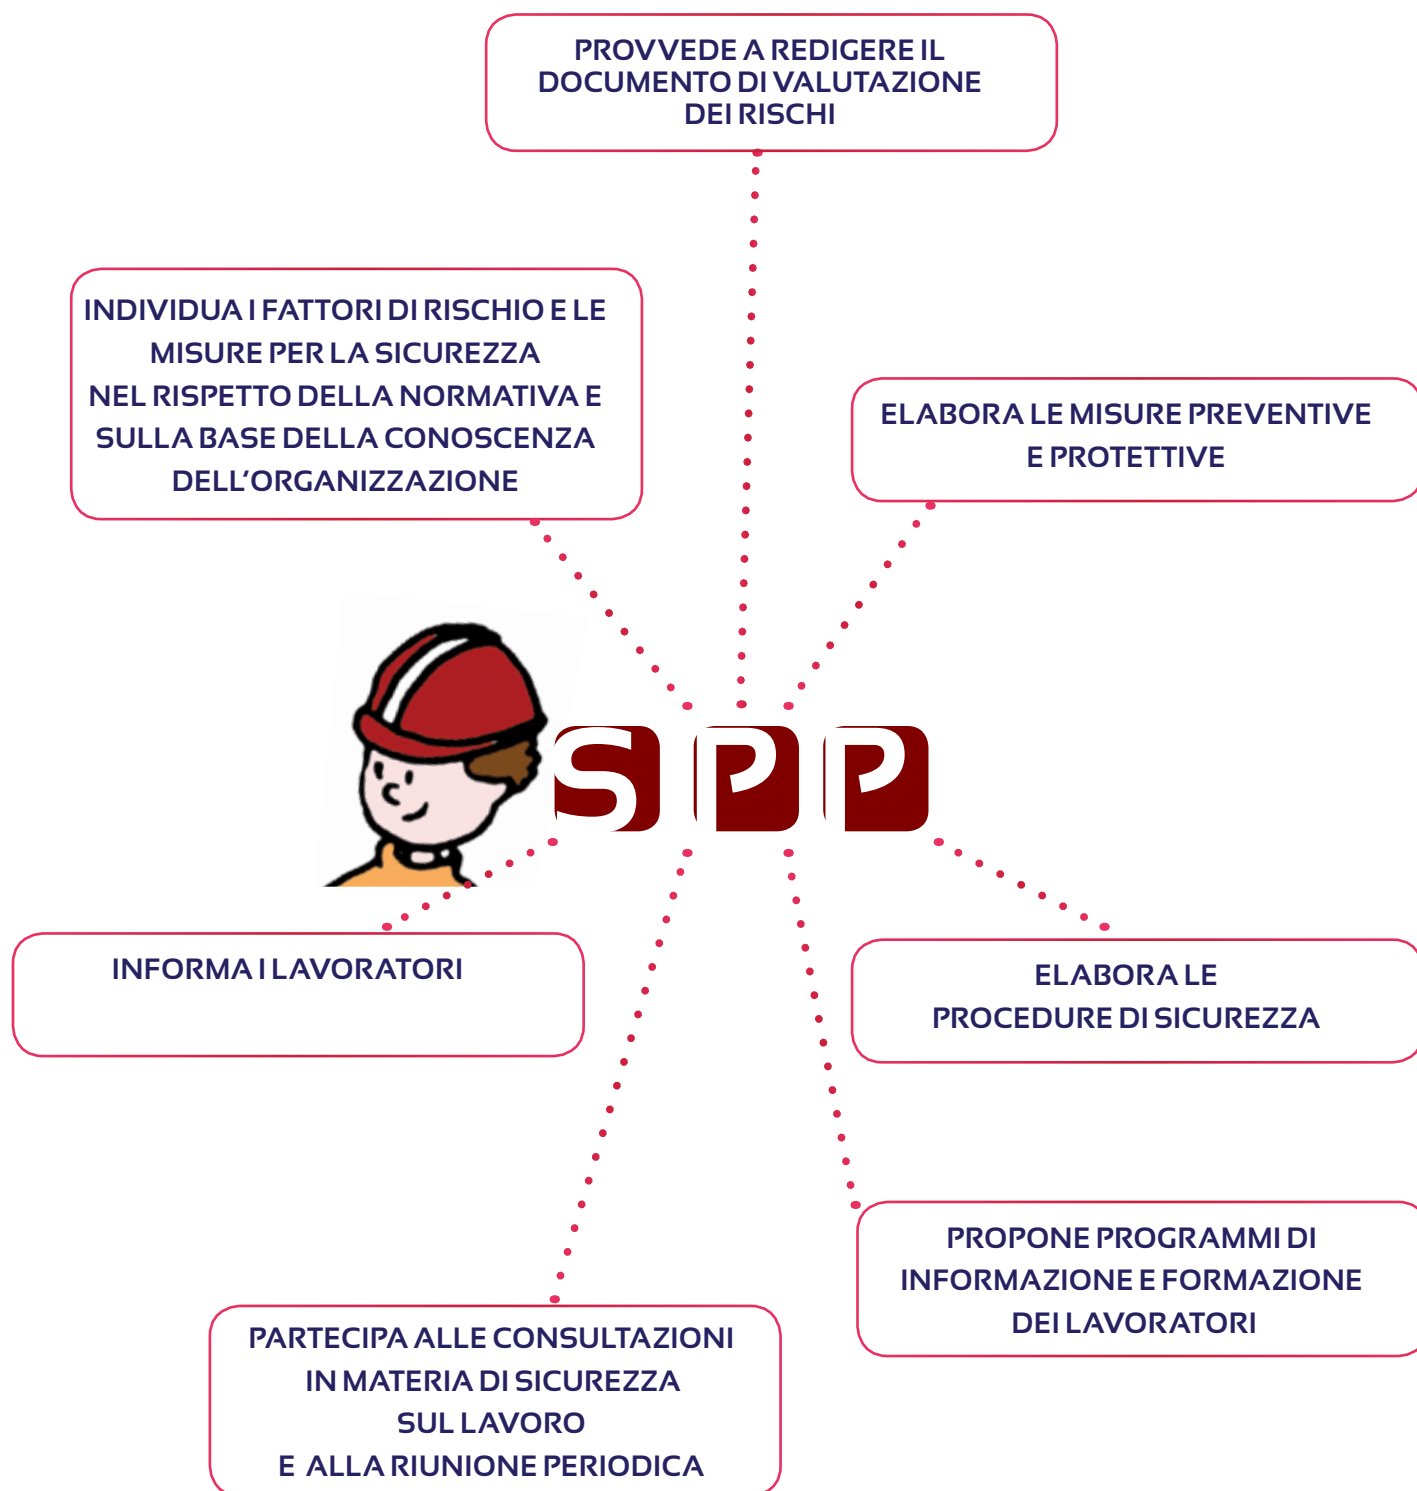 PROVVEDE A REDIGERE IL
DOCUMENTO DI VALUTAZIONE
DEI RISCHI
INDIVIDUA I FATTORI DI RISCHIO E LE
MISURE PER LA SICUREZZA
NEL RISPETTO DELLA NORMATIVA E
SULLA BASE DELLA CONOSCENZA
DELL'ORGANIZZAZIONE
ELABORA LE MISURE PREVENTIVE
E PROTETTIVE
SPP
INFORMA I LAVORATORI
ELABORA LE
PROCEDURE DI SICUREZZA
PROPONE PROGRAMMI DI
INFORMAZIONE E FORMAZIONE
DEI LAVORATORI
PARTECIPA ALLE CONSULTAZIONI
IN MATERIA DI SICUREZZA
SUL LAVORO
E ALLA RIUNIONE PERIODICA